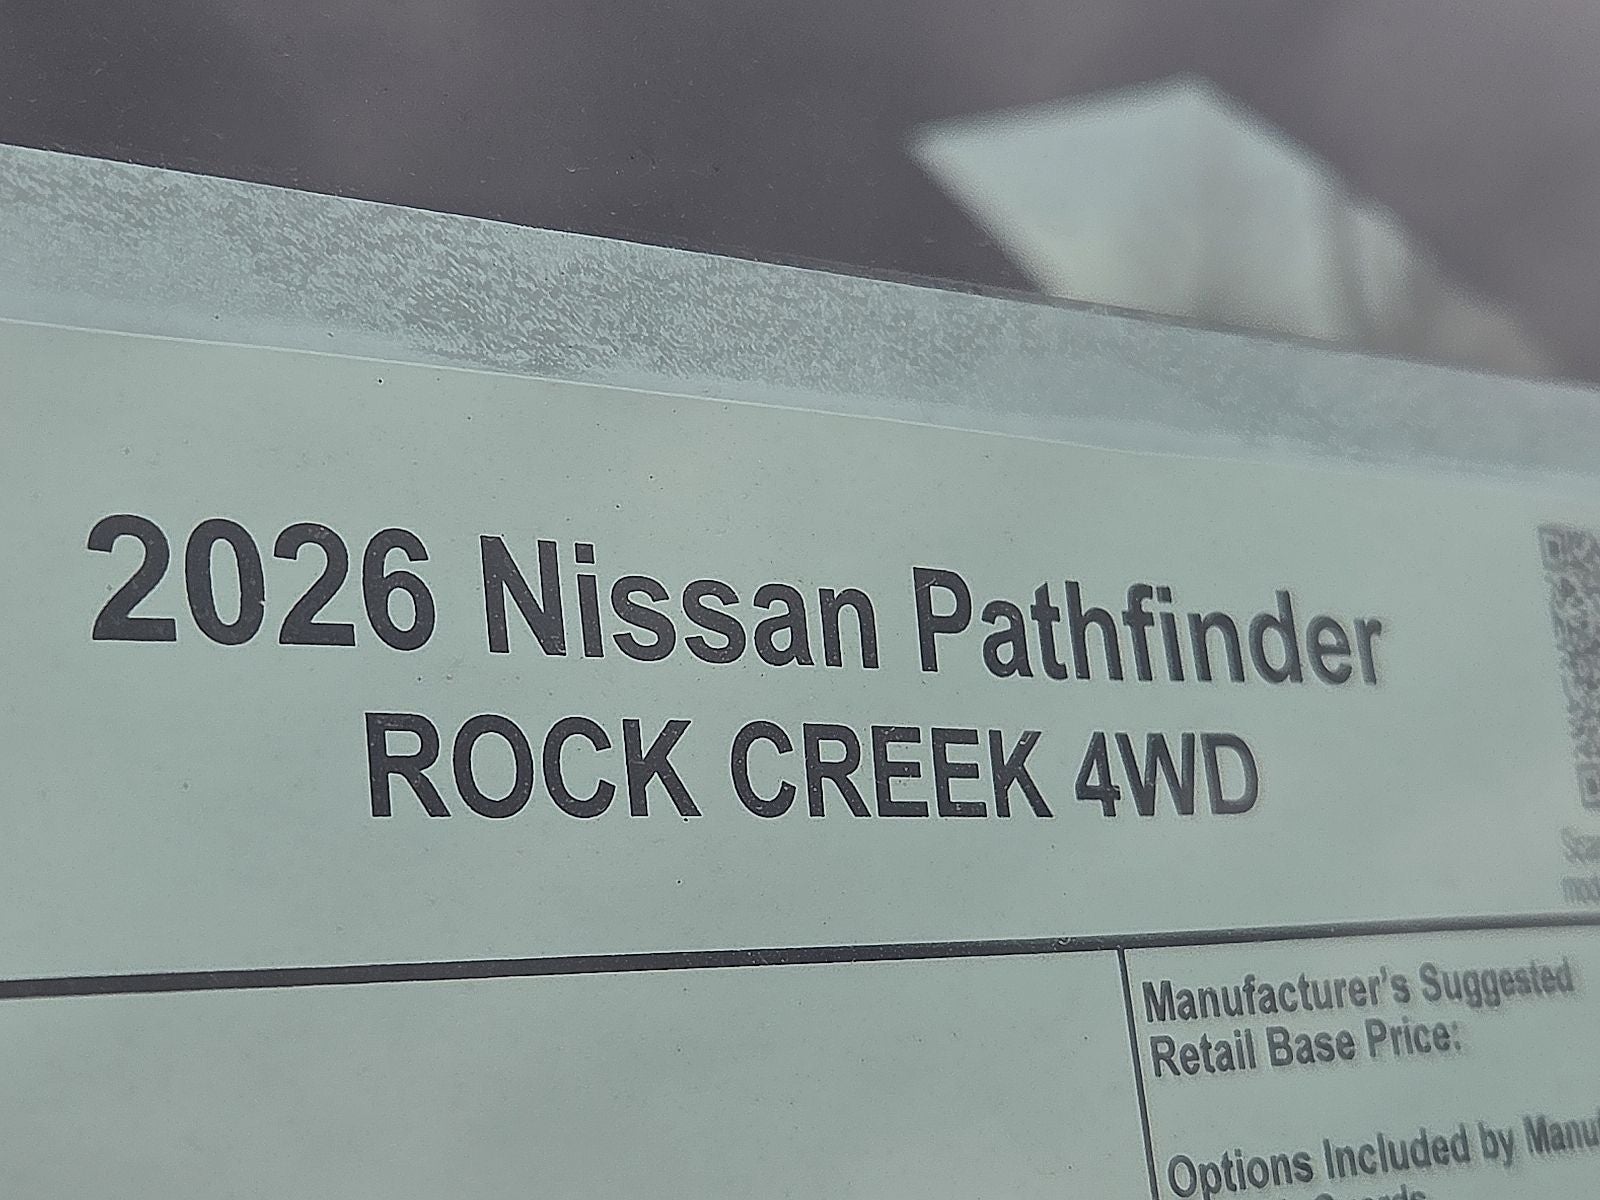 2026 Nissan Pathfinder
ROCK CREEK 4WD
Manufacturer's Suggested
Retail Base Price:
Options Included by